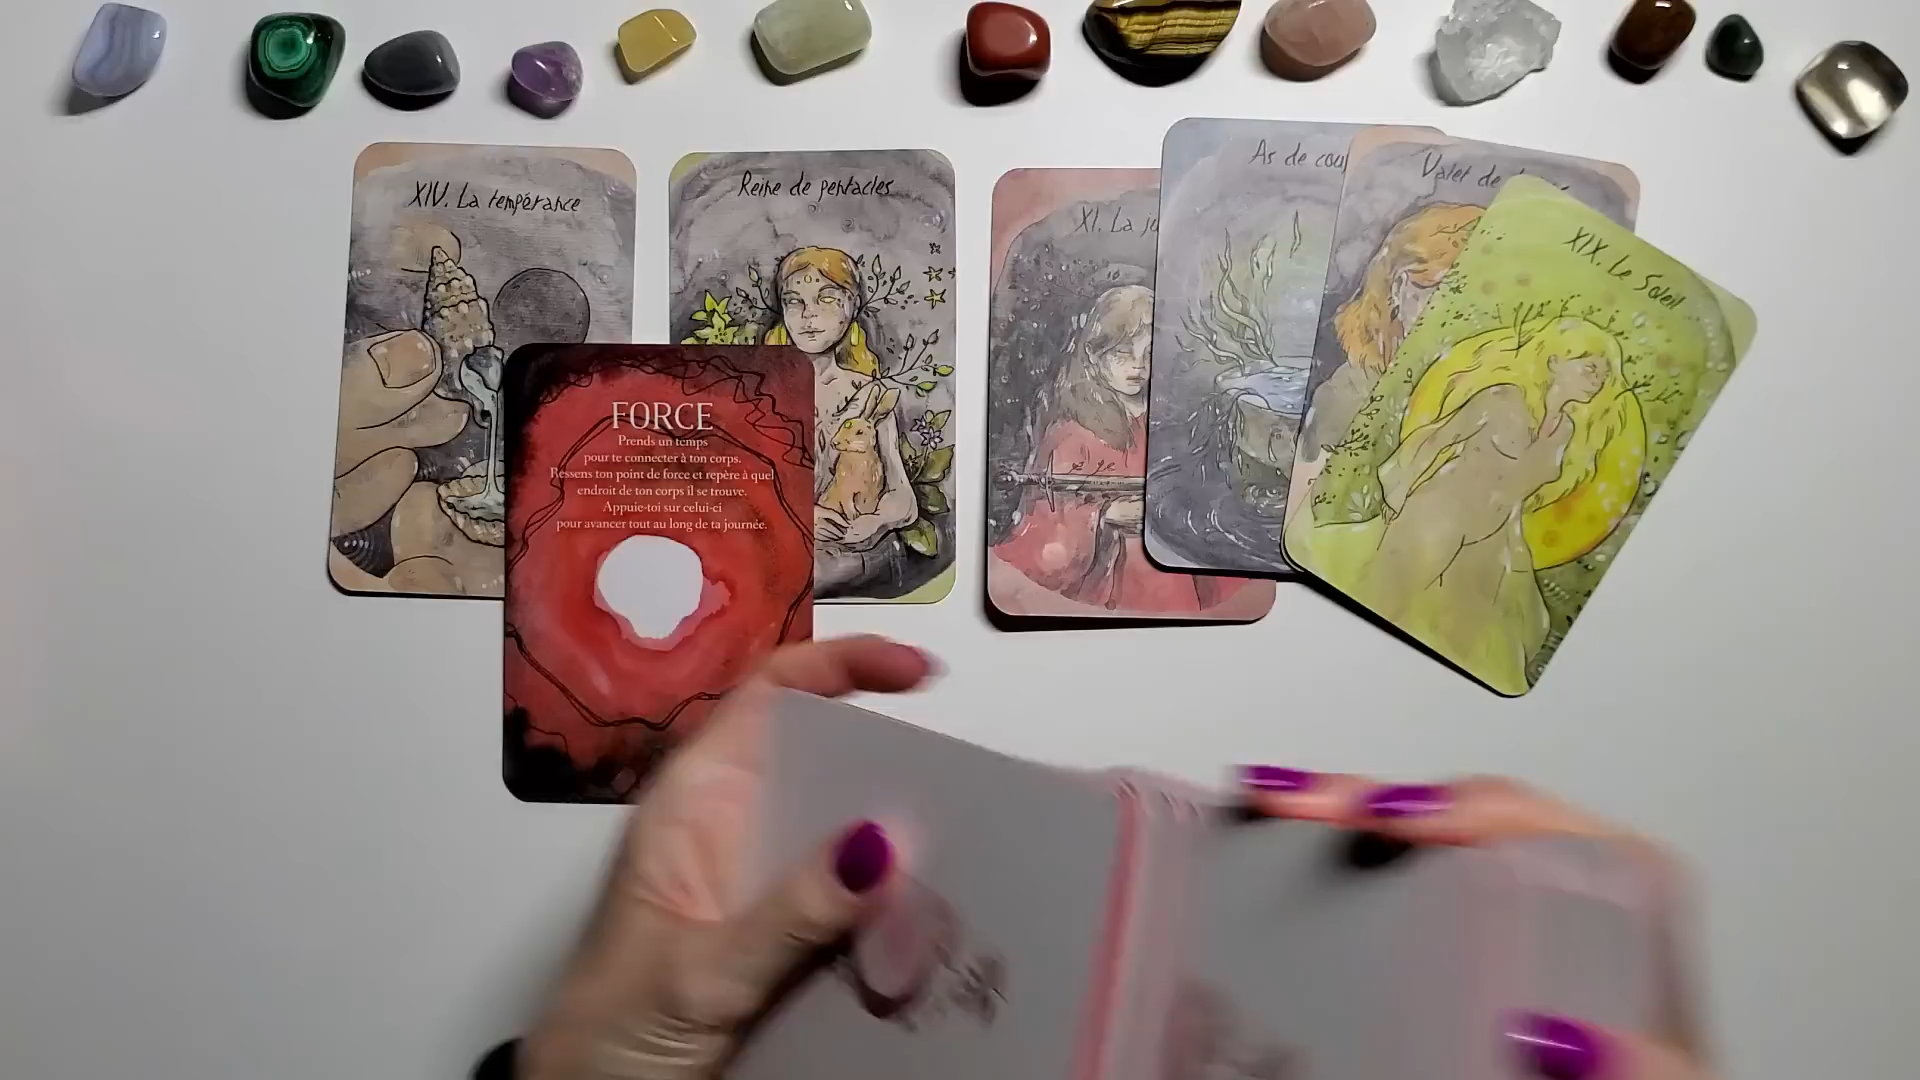 XIV. La tempérance
Reine de pentacles
XI. La
As de
Valet de
XIX. Le Soleil
FORCE
Prends un temps
pour te connecter à ton corps.
Ressens ton point de force et repère à quel
endroit de ton corps il se trouve.
Appuie-toi sur celui-ci
pour avancer tout au long de ta journée.